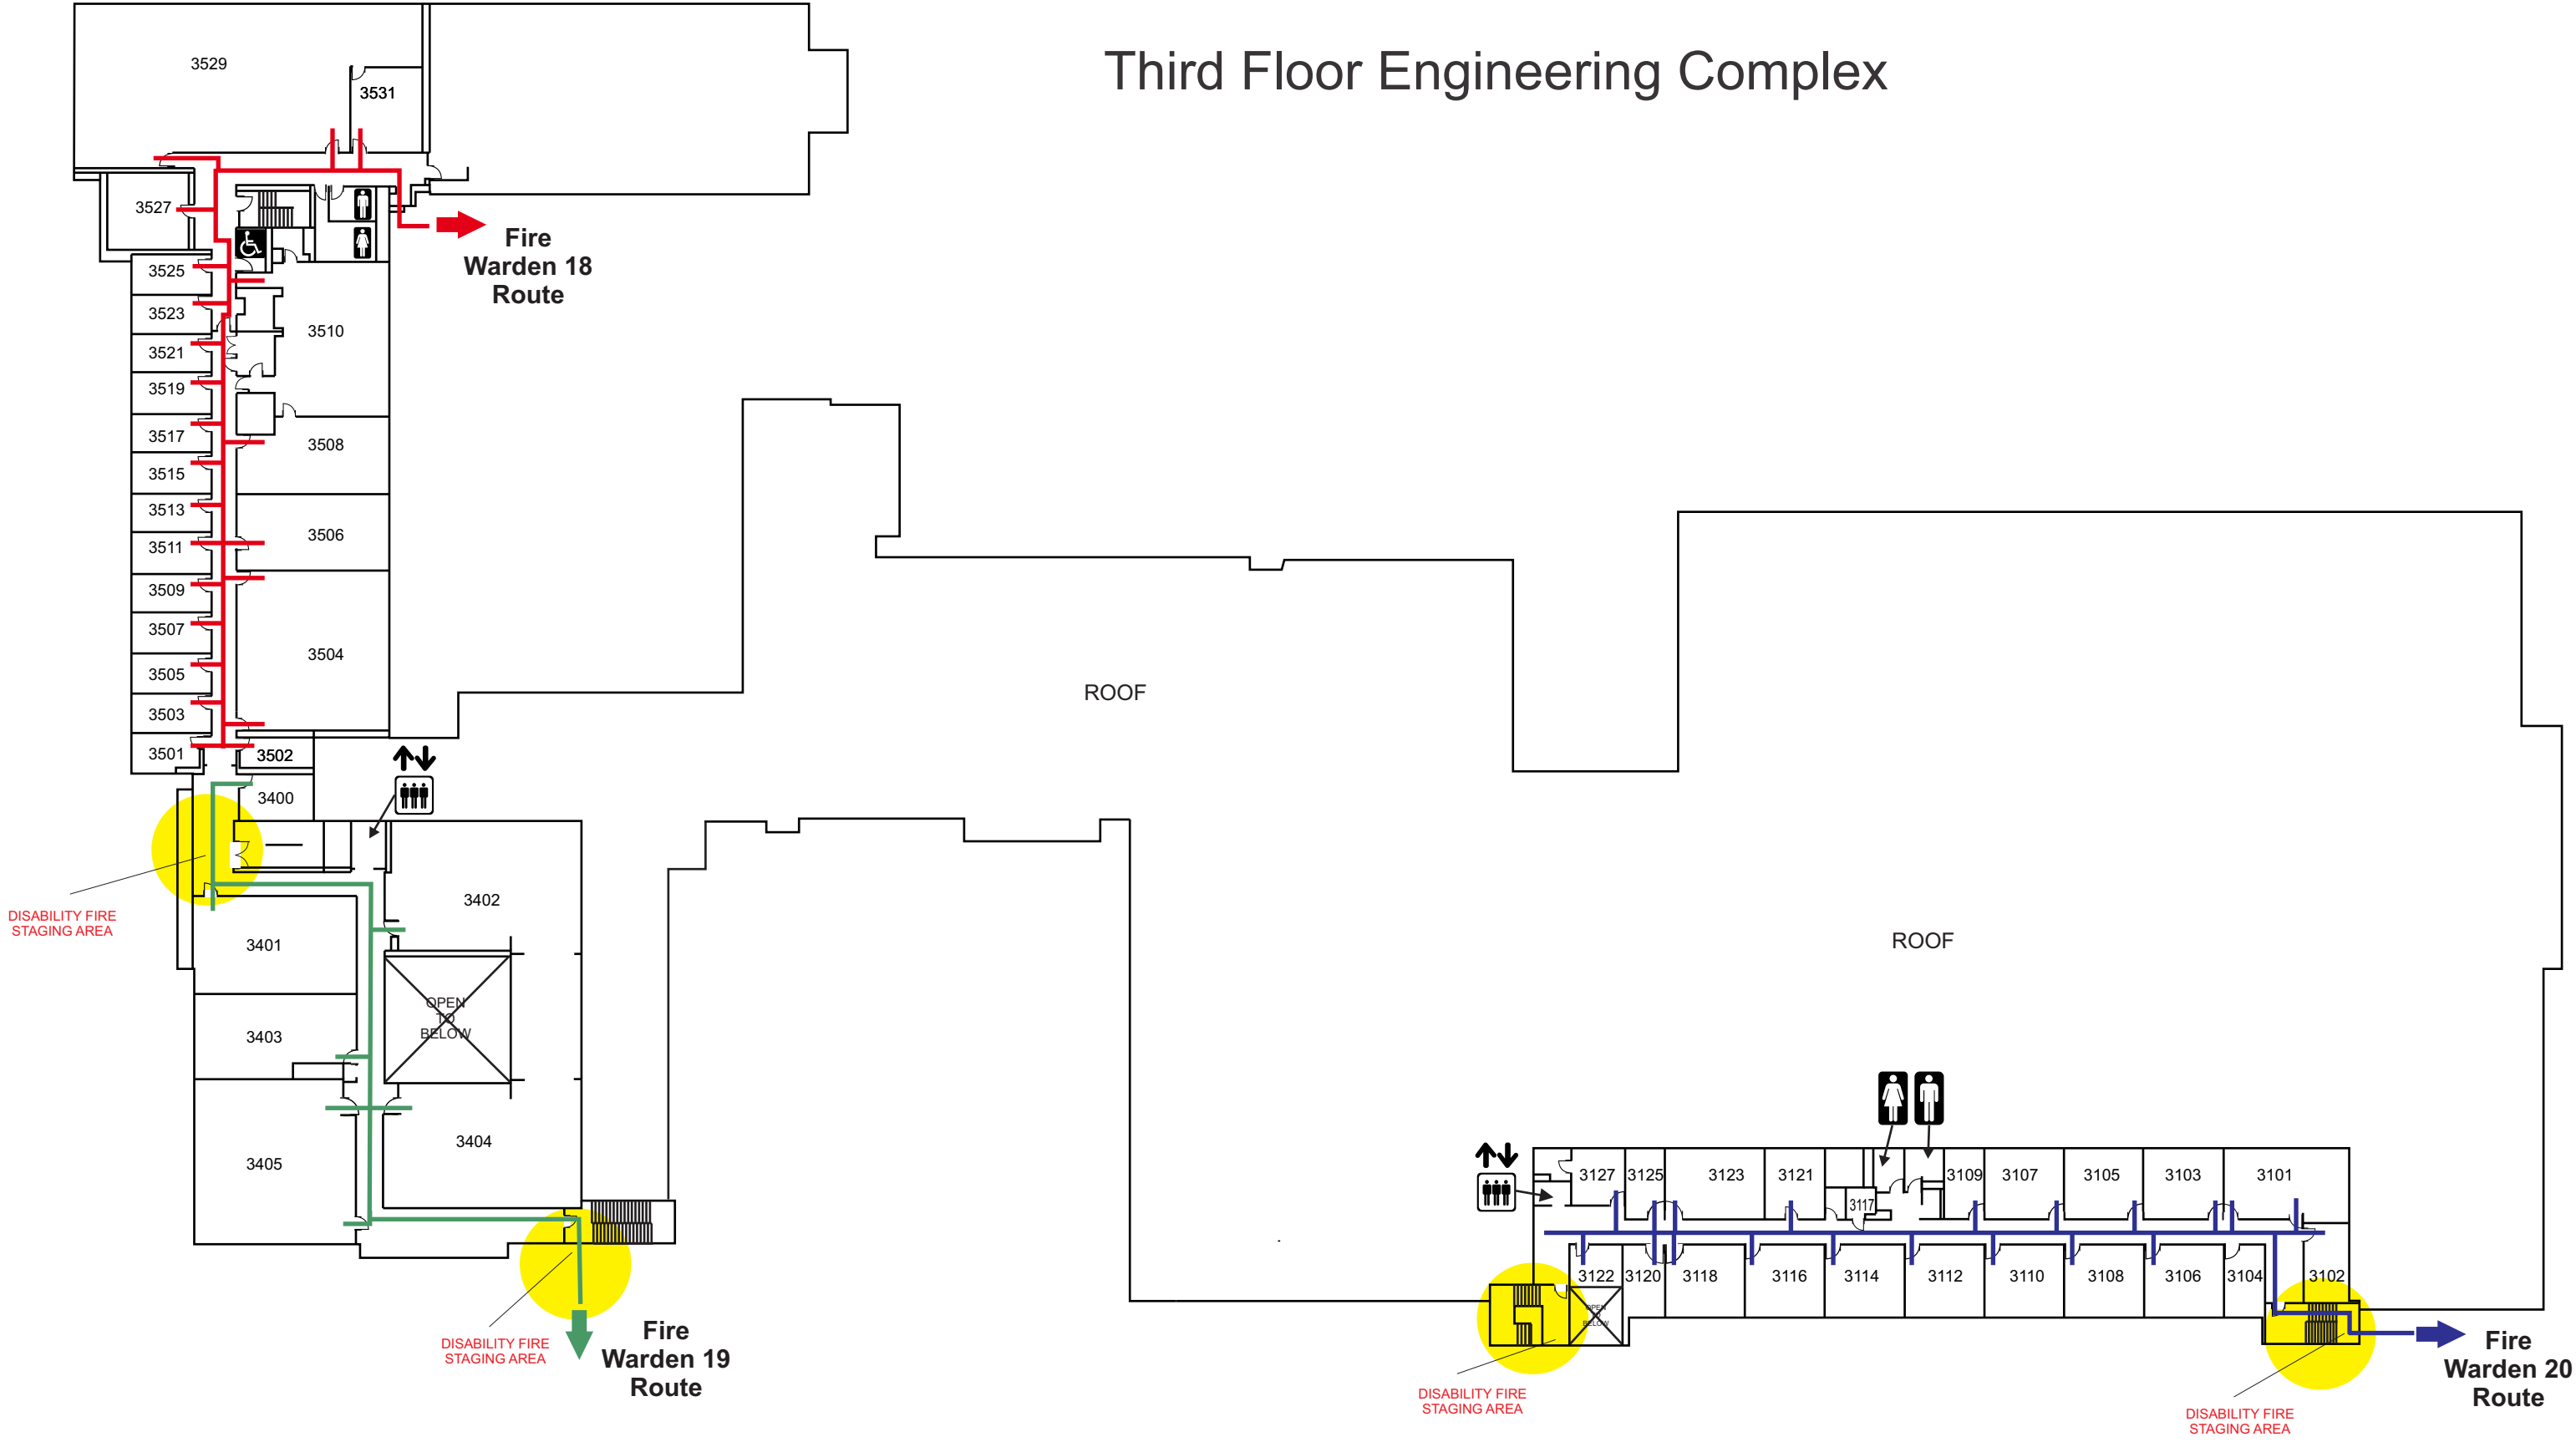 Third Floor Engineering Complex
3529
3531
3527
Fire
Warden 18
Route
3525
3523
3510
3521
3519
3517
3508
3515
3513
3506
3511
3509
3507
3504
3505
3503
3501
3502
3400
ROOF
3402
DISABILITY FIRE
STAGING AREA
3401
OPEN
TO
BELOW
3403
3404
3405
DISABILITY FIRE
STAGING AREA
Fire
Warden 19
Route
ROOF
3127
3125
3123
3121
3117
3109
3107
3105
3103
3101
3122
3120
3118
3116
3114
3112
3110
3108
3106
3104
3102
OPEN
TO
BELOW
DISABILITY FIRE
STAGING AREA
DISABILITY FIRE
STAGING AREA
Fire
Warden 20
Route